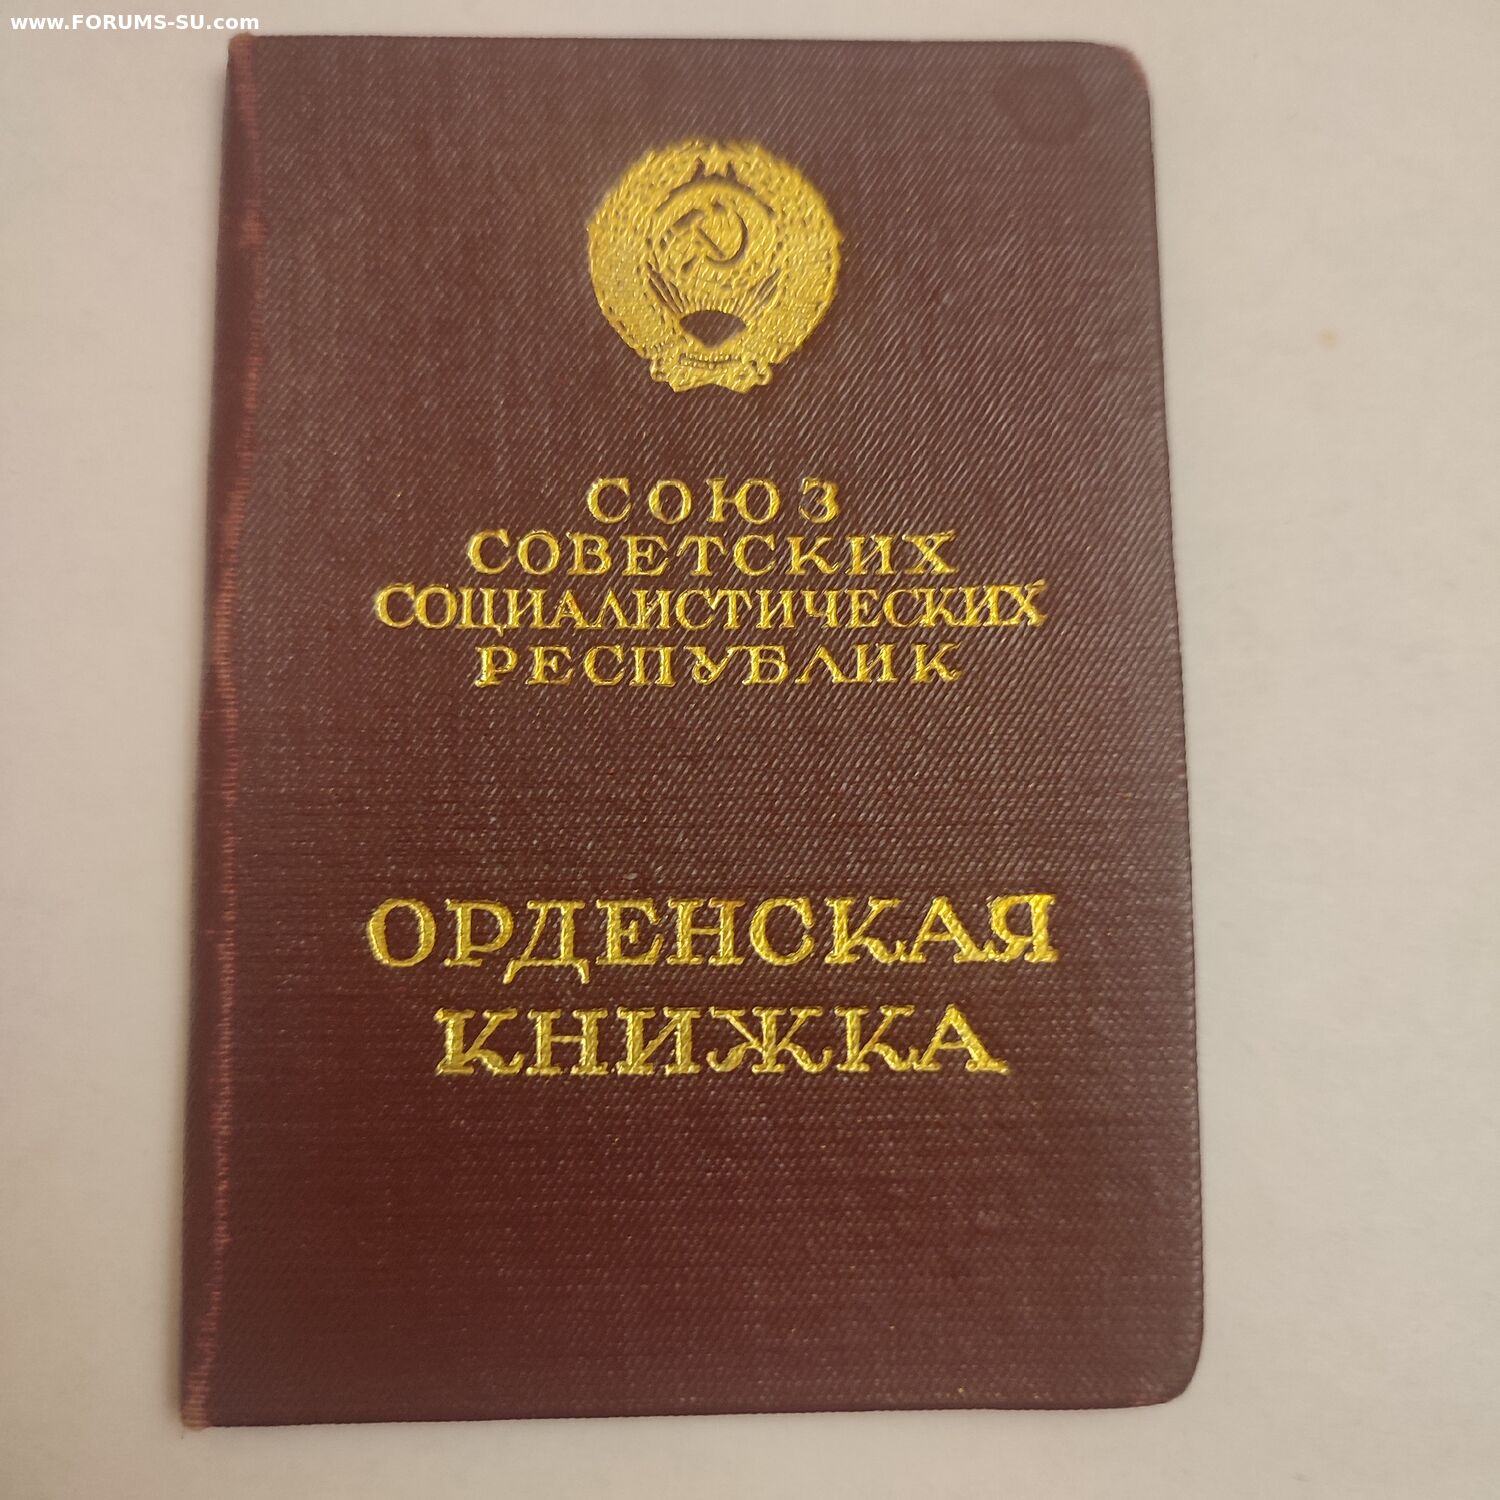 www.FORUMS-SU.com
СОЮЗ
СОВЕТСКИХ
СОЦИАЛИСТИЧЕСКИХ
РЕСПУБЛИК
ОРДЕНСКАЯ
КНИЖКА